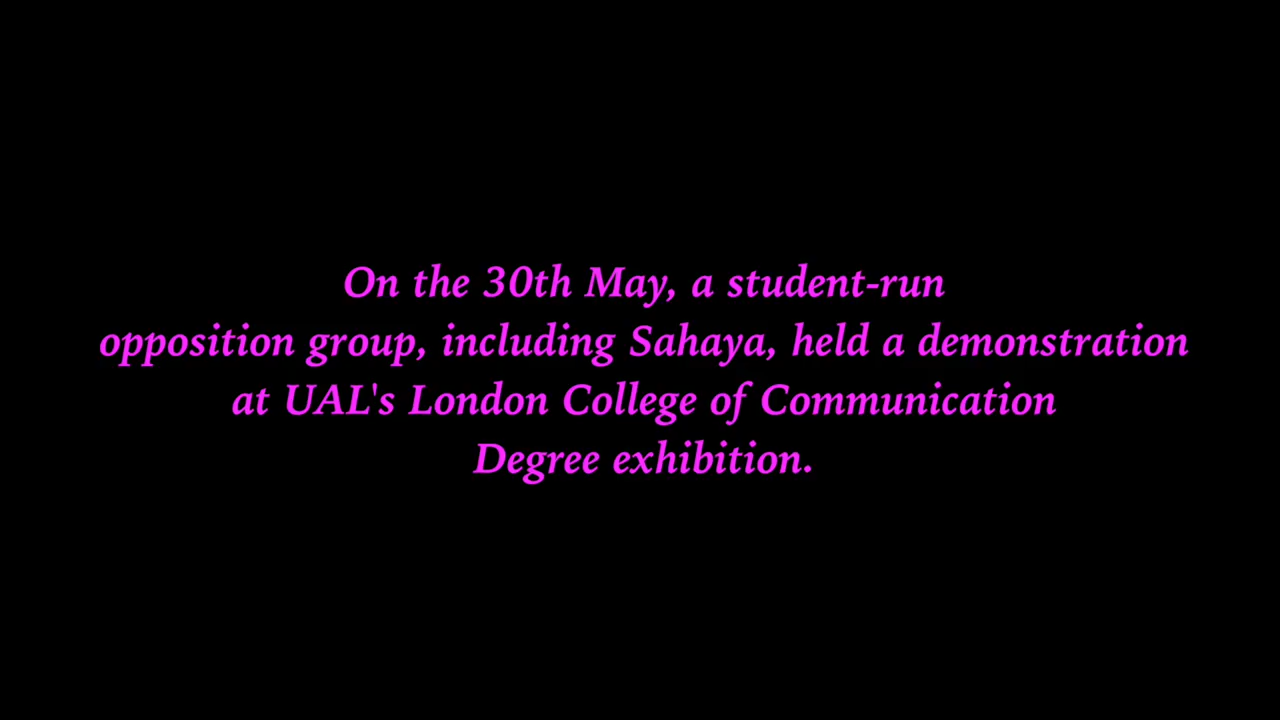 On the 30th May, a student-run
opposition group, including Sahaya, held a demonstration
at UAL's London College of Communication
Degree exhibition.